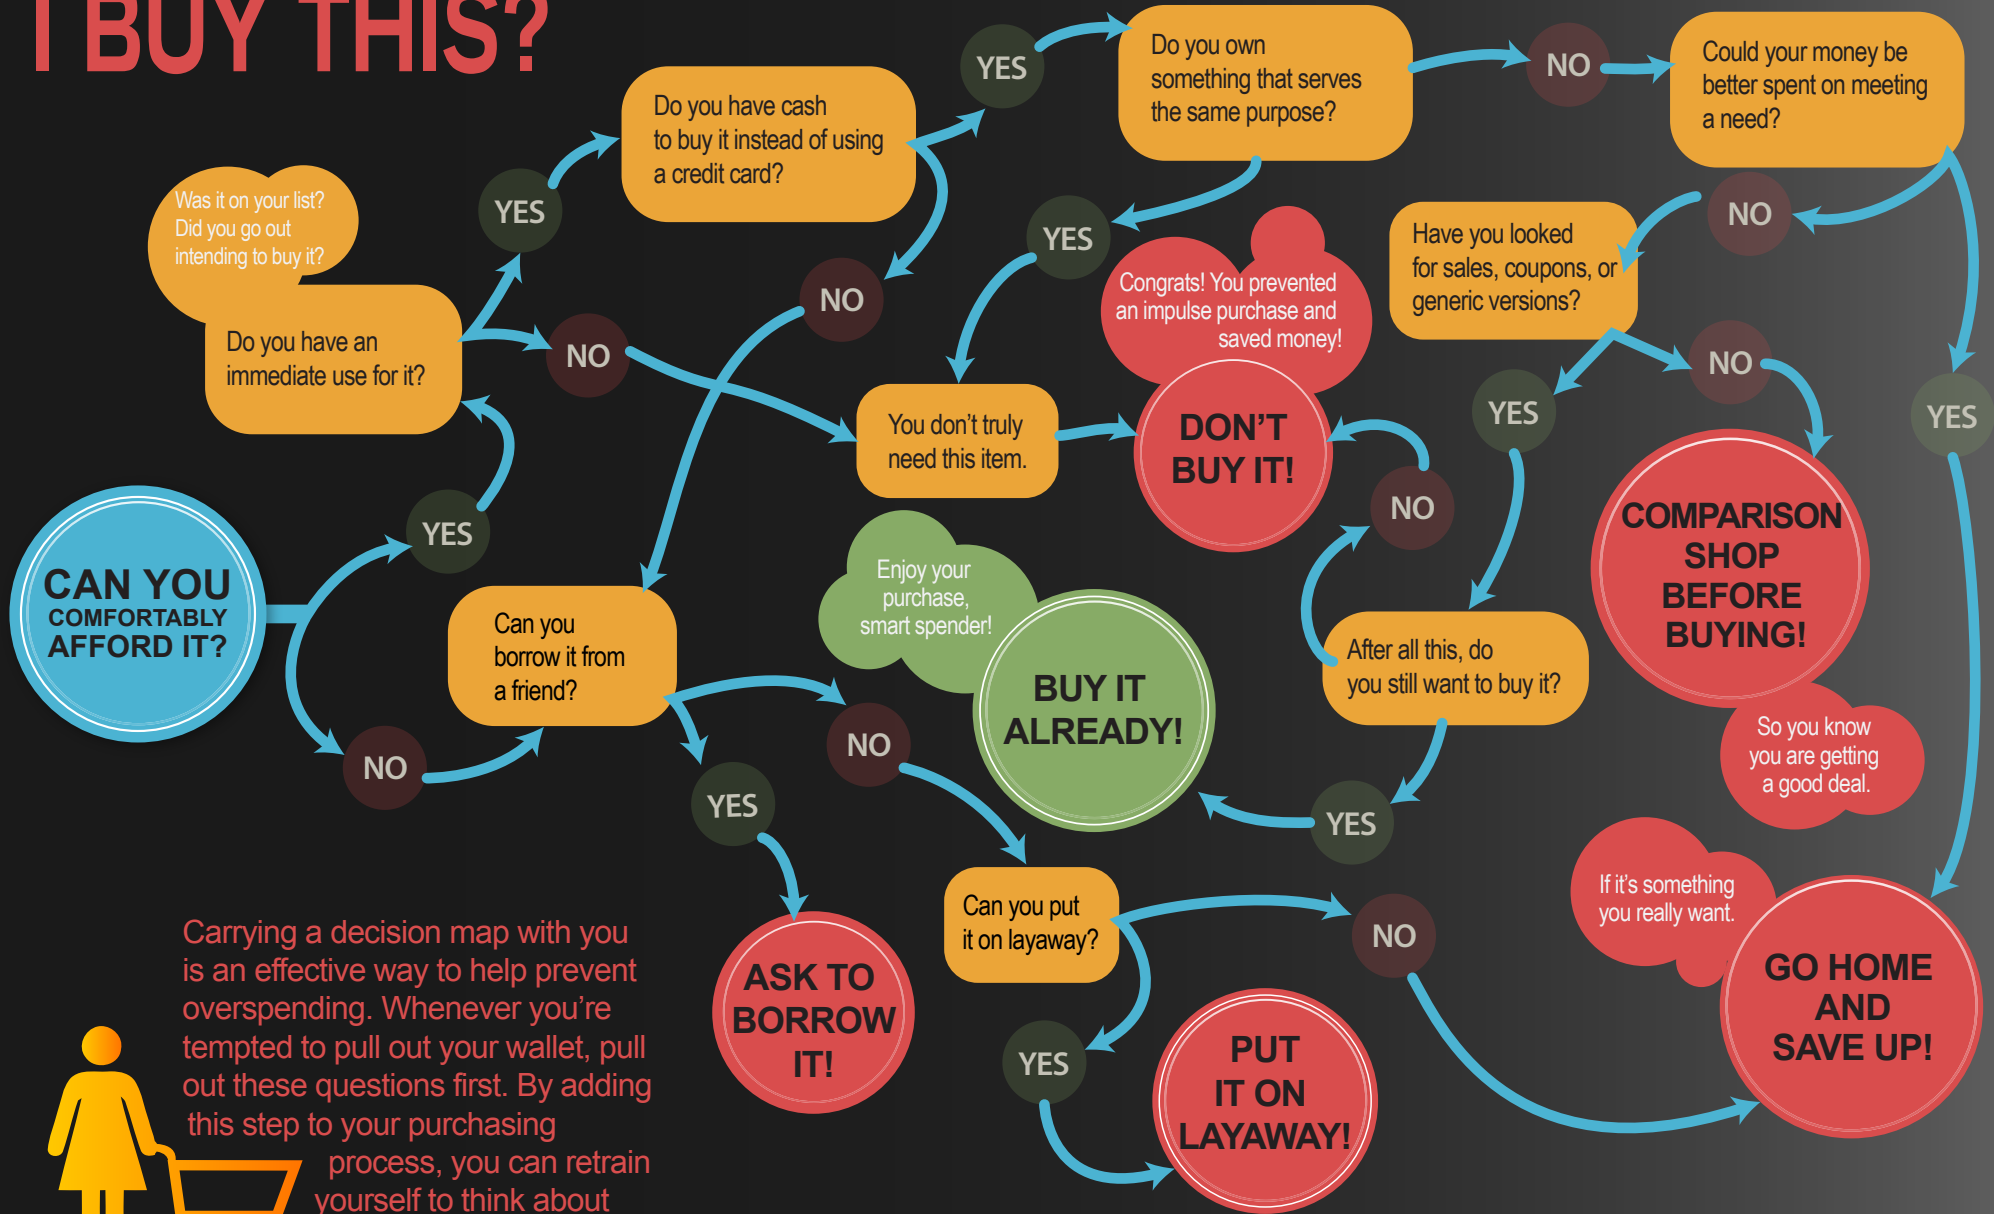 I BUY THIS?
CAN YOU
COMFORTABLY
AFFORD IT?
YES
NO
Was it on your list?
Did you go out
intending to buy it?
Do you have an
immediate use for it?
YES
NO
Do you have cash
to buy it instead of using
a credit card?
YES
NO
Do you own
something that serves
the same purpose?
YES
NO
Could your money be
better spent on meeting
a need?
NO
YES
Have you looked
for sales, coupons, or
generic versions?
YES
NO
You don’t truly
need this item.
Congrats! You prevented
an impulse purchase and
saved money!
DON’T
BUY IT!
NO
After all this, do
you still want to buy it?
YES
Enjoy your
purchase,
smart spender!
BUY IT
ALREADY!
COMPARISON
SHOP
BEFORE
BUYING!
So you know
you are getting
a good deal.
Can you
borrow it from
a friend?
YES
NO
ASK TO
BORROW
IT!
Can you put
it on layaway?
YES
NO
PUT
IT ON
LAYAWAY!
If it’s something
you really want.
GO HOME
AND
SAVE UP!
Carrying a decision map with you
is an effective way to help prevent
overspending. Whenever you’re
tempted to pull out your wallet, pull
out these questions first. By adding
this step to your purchasing
process, you can retrain
yourself to think about